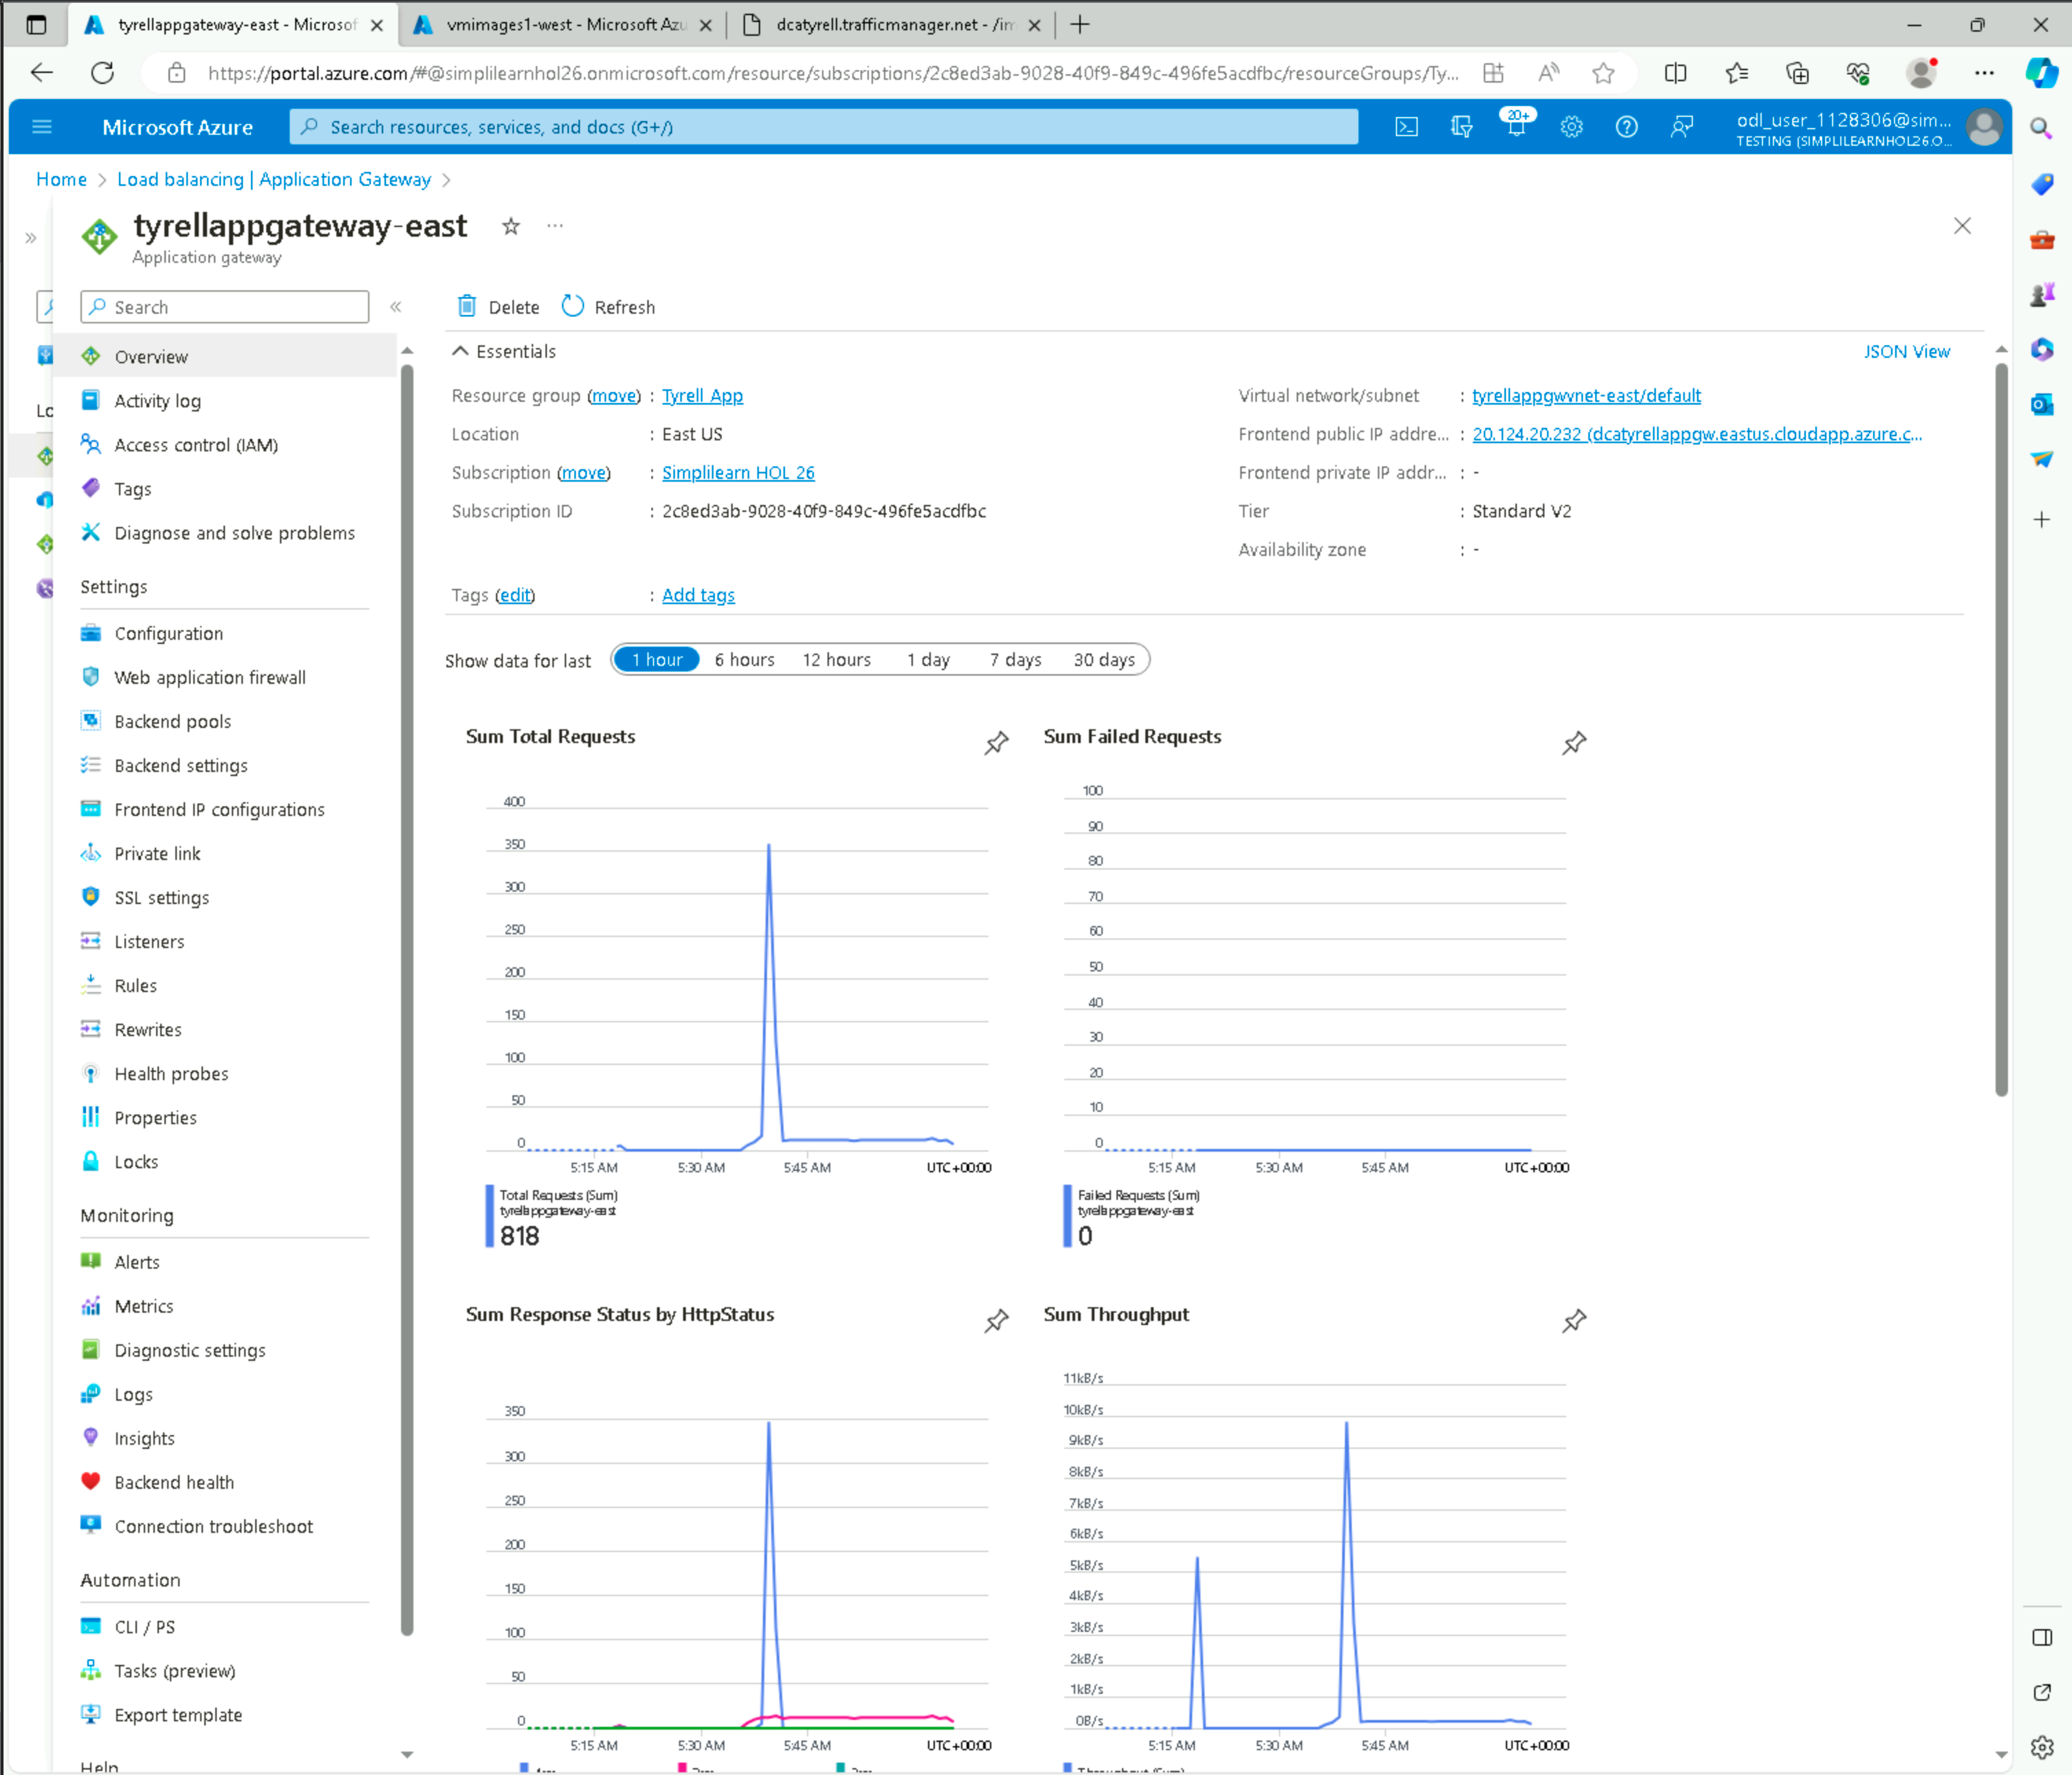 tyrellappgateway-east - Microsof
vmimages1-west - Microsoft Azu
dcatyrell.trafficmanager.net - /im
https://portal.azure.com/#@simplilearnhol26.onmicrosoft.com/resource/subscriptions/2c8ed3ab-9028-40f9-849c-496fe5acdfbc/resourceGroups/Ty...
Microsoft Azure
Search resources, services, and docs (G+/)
20+
odl_user_1128306@sim...
TESTING (SIMPLILEARNHOL26.O...
Home > Load balancing | Application Gateway >
tyrellappgateway-east
Application gateway
Search
Delete
Refresh
Overview
Activity log
Access control (IAM)
Tags
Diagnose and solve problems
Settings
Configuration
Web application firewall
Backend pools
Backend settings
Frontend IP configurations
Private link
SSL settings
Listeners
Rules
Rewrites
Health probes
Properties
Locks
Monitoring
Alerts
Metrics
Diagnostic settings
Logs
Insights
Backend health
Connection troubleshoot
Automation
CLI / PS
Tasks (preview)
Export template
Help
Lo
Essentials
JSON View
Resource group (move) : Tyrell_App
Location : East US
Subscription (move) : Simplilearn HOL 26
Subscription ID : 2c8ed3ab-9028-40f9-849c-496fe5acdfbc
Virtual network/subnet : tyrellappgwvnet-east/default
Frontend public IP addre... : 20.124.20.232 (dcatyrellappgw.eastus.cloudapp.azure.c...
Frontend private IP addr... : -
Tier : Standard V2
Availability zone : -
Tags (edit) : Add tags
Show data for last 1 hour 6 hours 12 hours 1 day 7 days 30 days
Sum Total Requests
400
350
300
250
200
150
100
50
0
5:15 AM 5:30 AM 5:45 AM UTC+00:00
Total Requests (Sum)
tyrellappgateway-east
818
Sum Failed Requests
100
90
80
70
60
50
40
30
20
10
0
5:15 AM 5:30 AM 5:45 AM UTC+00:00
Failed Requests (Sum)
tyrellappgateway-east
0
Sum Response Status by HttpStatus
350
300
250
200
150
100
50
0
5:15 AM 5:30 AM 5:45 AM UTC+00:00
Sum Throughput
11kB/s
10kB/s
9kB/s
8kB/s
7kB/s
6kB/s
5kB/s
4kB/s
3kB/s
2kB/s
1kB/s
0B/s
5:15 AM 5:30 AM 5:45 AM UTC+00:00
Throughput (Sum)